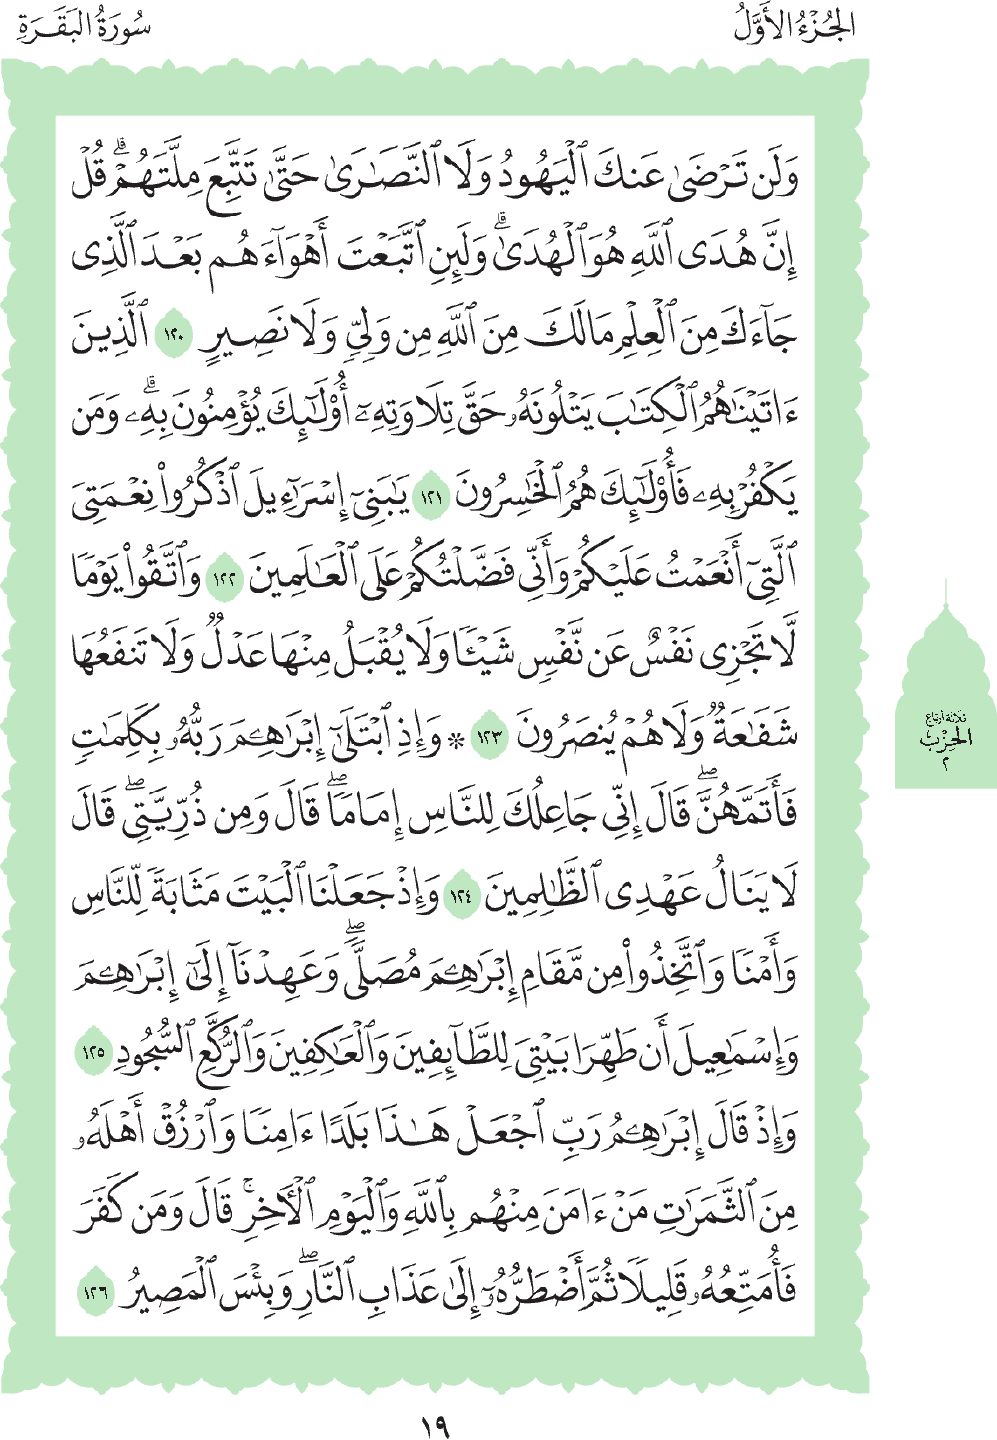 الجُزْءُ الأَوَّلُ
سُورَةُ البَقَرَةِ
وَلَن تَرْضَىٰ عَنكَ ٱلْيَهُودُ وَلَا ٱلنَّصَٰرَىٰ حَتَّىٰ تَتَّبِعَ مِلَّتَهُمْۗ قُلْ
إِنَّ هُدَى ٱللَّهِ هُوَ ٱلْهُدَىٰۗ وَلَئِنِ ٱتَّبَعْتَ أَهْوَآءَهُم بَعْدَ ٱلَّذِى
جَآءَكَ مِنَ ٱلْعِلْمِ مَا لَكَ مِنَ ٱللَّهِ مِن وَلِىٍّ وَلَا نَصِيرٍ ١٢٠ ٱلَّذِينَ
ءَاتَيْنَٰهُمُ ٱلْكِتَٰبَ يَتْلُونَهُۥ حَقَّ تِلَاوَتِهِۦٓ أُو۟لَٰٓئِكَ يُؤْمِنُونَ بِهِۦۗ وَمَن
يَكْفُرْ بِهِۦ فَأُو۟لَٰٓئِكَ هُمُ ٱلْخَٰسِرُونَ ١٢١ يَٰبَنِىٓ إِسْرَٰٓءِيلَ ٱذْكُرُوا۟ نِعْمَتِىَ
ٱلَّتِىٓ أَنْعَمْتُ عَلَيْكُمْ وَأَنِّى فَضَّلْتُكُمْ عَلَى ٱلْعَٰلَمِينَ ١٢٢ وَٱتَّقُوا۟ يَوْمًا
لَّا تَجْزِى نَفْسٌ عَن نَّفْسٍ شَيْـًٔا وَلَا يُقْبَلُ مِنْهَا عَدْلٌ وَلَا تَنفَعُهَا
شَفَٰعَةٌ وَلَا هُمْ يُنصَرُونَ ١٢٣ * وَإِذِ ٱبْتَلَىٰٓ إِبْرَٰهِـۧمَ رَبُّهُۥ بِكَلِمَٰتٍ
فَأَتَمَّهُنَّۖ قَالَ إِنِّى جَاعِلُكَ لِلنَّاسِ إِمَامًاۖ قَالَ وَمِن ذُرِّيَّتِىۖ قَالَ
لَا يَنَالُ عَهْدِى ٱلظَّٰلِمِينَ ١٢٤ وَإِذْ جَعَلْنَا ٱلْبَيْتَ مَثَابَةً لِّلنَّاسِ
وَأَمْنًا وَٱتَّخِذُوا۟ مِن مَّقَامِ إِبْرَٰهِـۧمَ مُصَلًّىۖ وَعَهِدْنَآ إِلَىٰٓ إِبْرَٰهِـۧمَ
وَإِسْمَٰعِيلَ أَن طَهِّرَا بَيْتِىَ لِلطَّآئِفِينَ وَٱلْعَٰكِفِينَ وَٱلرُّكَّعِ ٱلسُّجُودِ ١٢٥
وَإِذْ قَالَ إِبْرَٰهِـۧمُ رَبِّ ٱجْعَلْ هَٰذَا بَلَدًا ءَامِنًا وَٱرْزُقْ أَهْلَهُۥ
مِنَ ٱلثَّمَرَٰتِ مَنْ ءَامَنَ مِنْهُم بِٱللَّهِ وَٱلْيَوْمِ ٱلْـَٔاخِرِۚ قَالَ وَمَن كَفَرَ
فَأُمَتِّعُهُۥ قَلِيلًا ثُمَّ أَضْطَرُّهُۥٓ إِلَىٰ عَذَابِ ٱلنَّارِۖ وَبِئْسَ ٱلْمَصِيرُ ١٢٦
ثلاثة أرباع
الحِزْب
٢
١٩